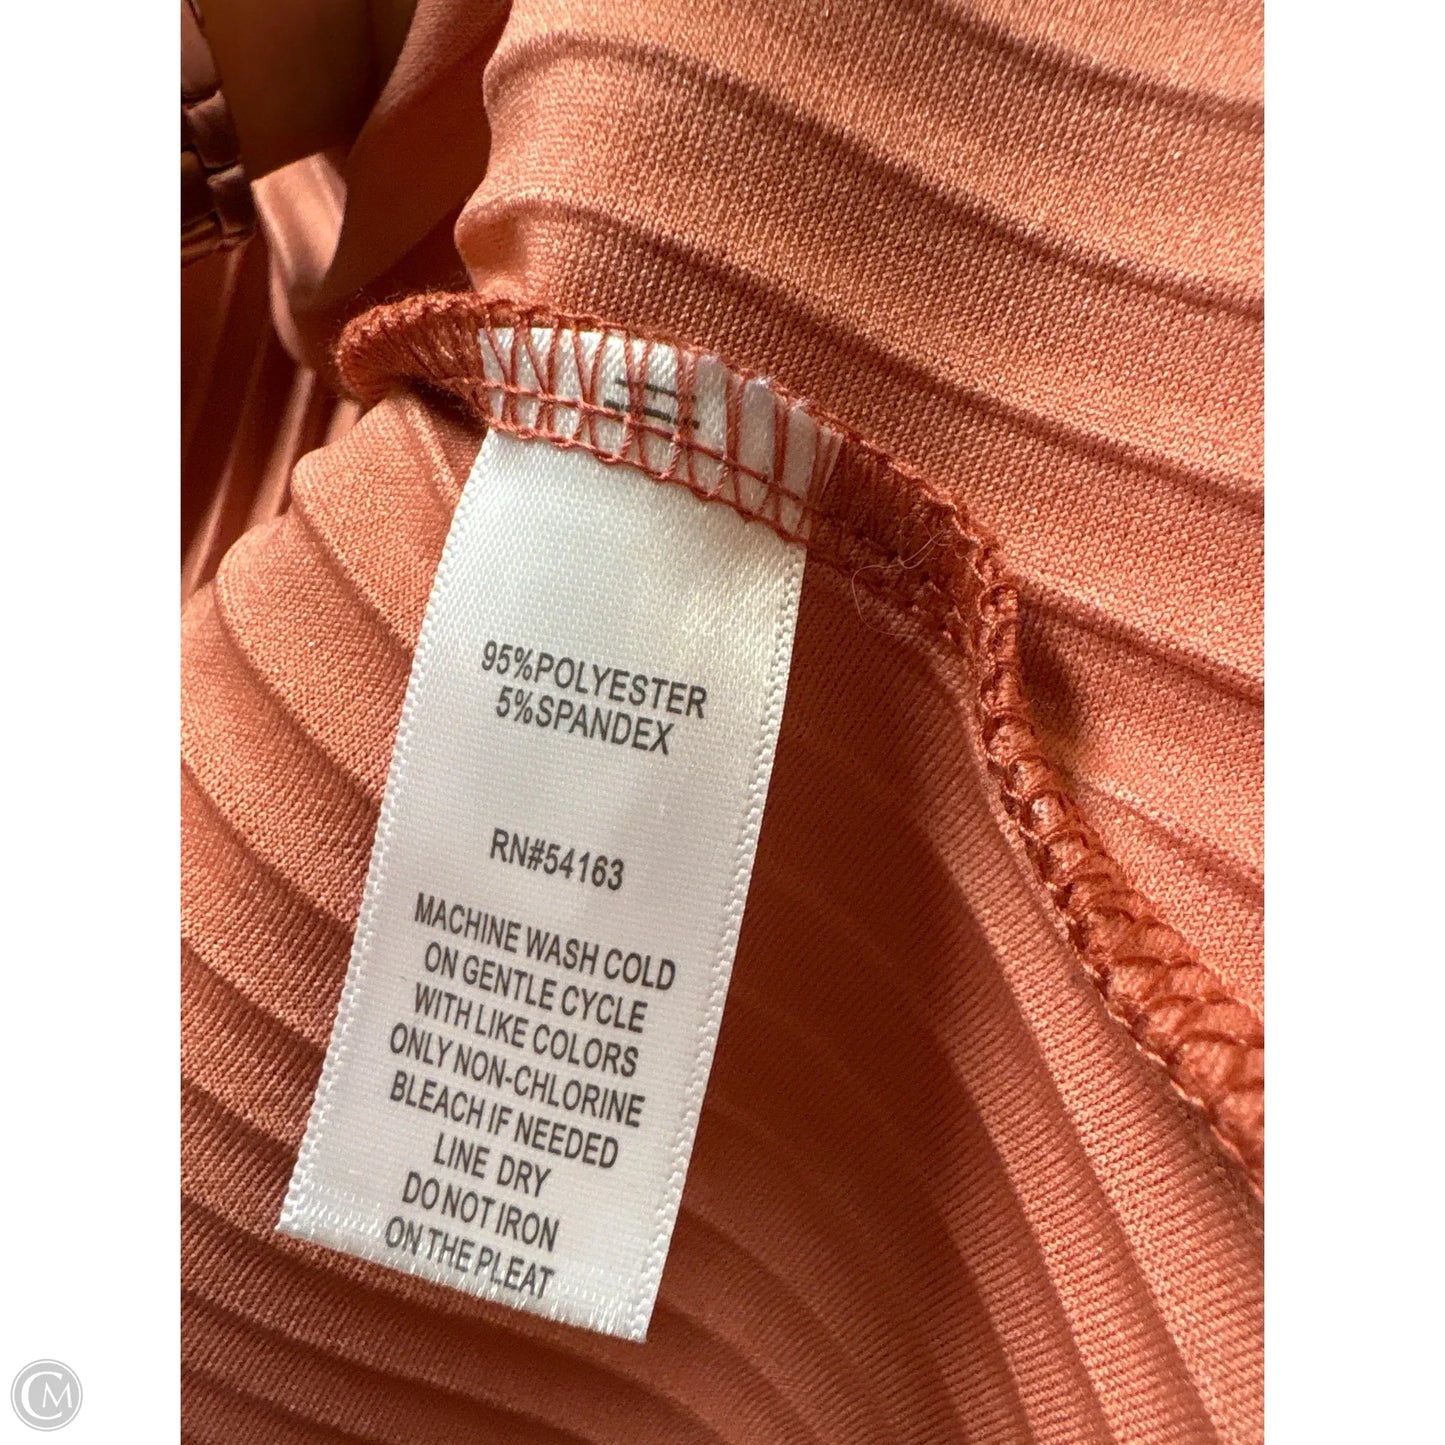 95%POLYESTER
5%SPANDEX
RN#54163
MACHINE WASH COLD
ON GENTLE CYCLE
WITH LIKE COLORS
ONLY NON-CHLORINE
BLEACH IF NEEDED
LINE DRY
DO NOT IRON
ON THE PLEAT
CM